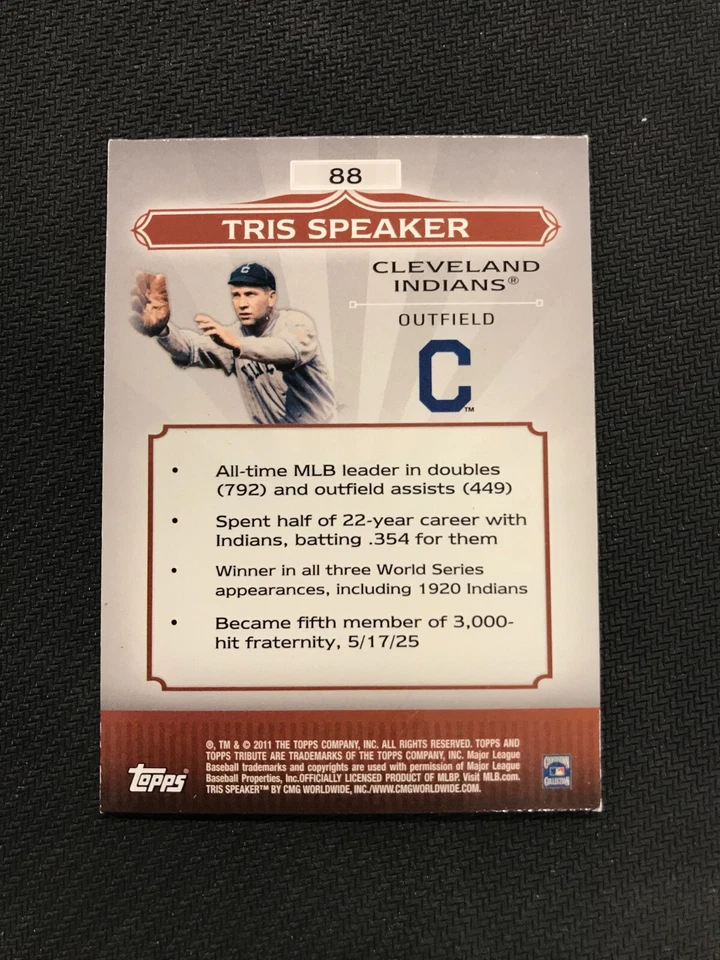 88
TRIS SPEAKER
C
CLEVELAND
INDIANS®
OUTFIELD
C™
• All-time MLB leader in doubles
(792) and outfield assists (449)
• Spent half of 22-year career with
Indians, batting .354 for them
• Winner in all three World Series
appearances, including 1920 Indians
• Became fifth member of 3,000-
hit fraternity, 5/17/25
®, TM & © 2011 THE TOPPS COMPANY, INC. ALL RIGHTS RESERVED. TOPPS AND
TOPPS TRIBUTE ARE TRADEMARKS OF THE TOPPS COMPANY, INC. Major League
Baseball trademarks and copyrights are used with permission of Major League
Baseball Properties, Inc.OFFICIALLY LICENSED PRODUCT OF MLBP. Visit MLB.com.
TRIS SPEAKER™ BY CMG WORLDWIDE, INC./WWW.CMGWORLDWIDE.COM.
topps